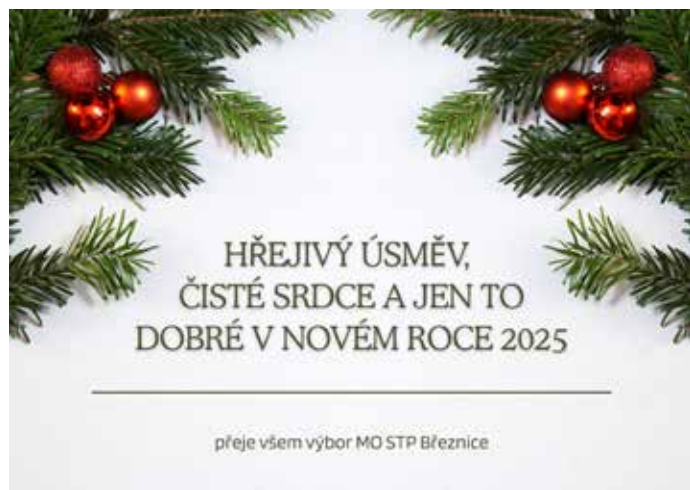 HŘEJIVÝ ÚSMĚV,
ČISTÉ SRDCE A JEN TO
DOBRÉ V NOVÉM ROCE 2025
přeje všem výbor MO STP Březnice